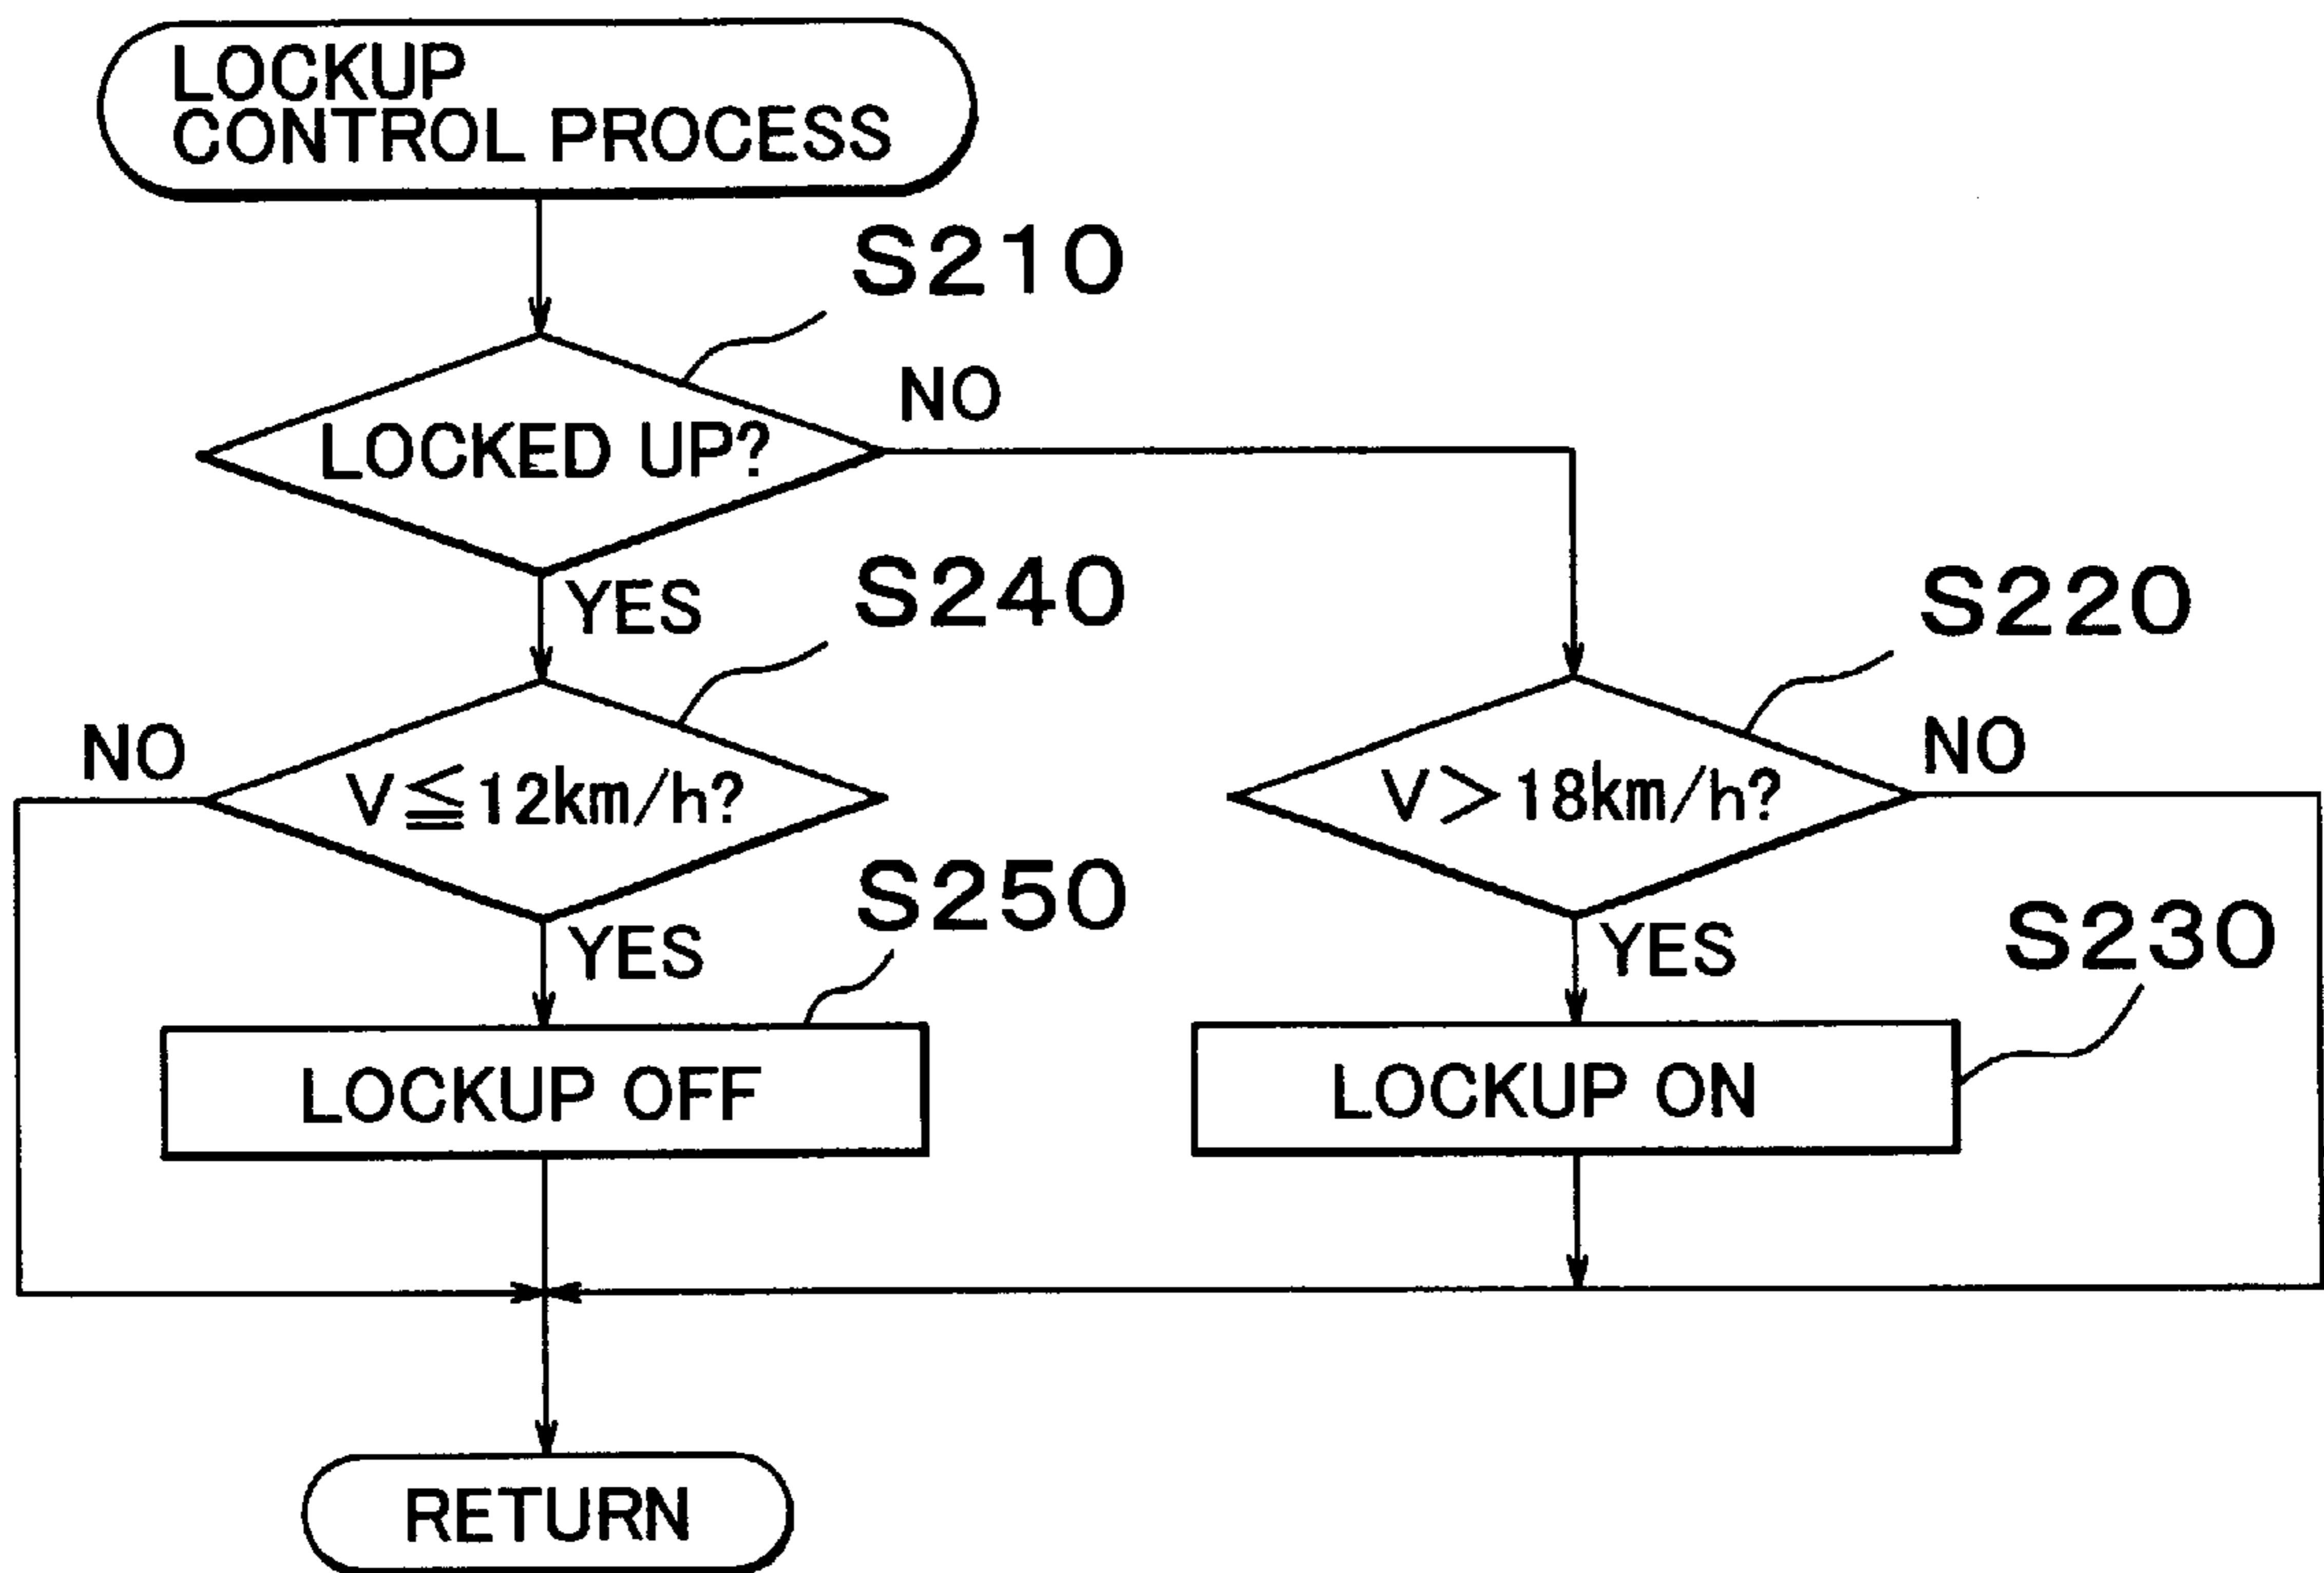 LOCKUP
CONTROL PROCESS
S210
LOCKED UP?
NO
YES
S240
S220
NO
V≦12km/h?
V>18km/h?
NO
YES
S250
YES
S230
LOCKUP OFF
LOCKUP ON
RETURN